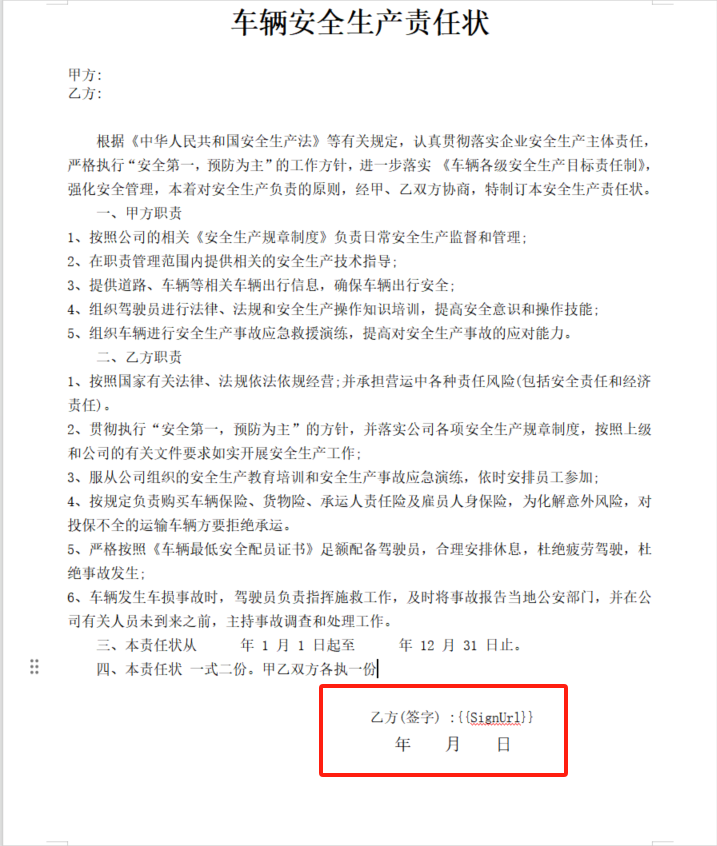 车辆安全生产责任状
甲方:
乙方:
根据《中华人民共和国安全生产法》等有关规定，认真贯彻落实企业安全生产主体责任，
严格执行“安全第一，预防为主”的工作方针，进一步落实 《车辆各级安全生产目标责任制》，
强化安全管理，本着对安全生产负责的原则，经甲、乙双方协商，特制订本安全生产责任状。
一、甲方职责
1、按照公司的相关《安全生产规章制度》负责日常安全生产监督和管理;
2、在职责管理范围内提供相关的安全生产技术指导;
3、提供道路、车辆等相关车辆出行信息，确保车辆出行安全;
4、组织驾驶员进行法律、法规和安全生产操作知识培训，提高安全意识和操作技能;
5、组织车辆进行安全生产事故应急救援演练，提高对安全生产事故的应对能力。
二、乙方职责
1、按照国家有关法律、法规依法依规经营;并承担营运中各种责任风险(包括安全责任和经济
责任)。
2、贯彻执行“安全第一，预防为主”的方针，并落实公司各项安全生产规章制度，按照上级
和公司的有关文件要求如实开展安全生产工作;
3、服从公司组织的安全生产教育培训和安全生产事故应急演练，依时安排员工参加;
4、按规定负责购买车辆保险、货物险、承运人责任险及雇员人身保险，为化解意外风险，对
投保不全的运输车辆方要拒绝承运。
5、严格按照《车辆最低安全配员证书》足额配备驾驶员，合理安排休息，杜绝疲劳驾驶，杜
绝事故发生;
6、车辆发生车损事故时，驾驶员负责指挥施救工作，及时将事故报告当地公安部门，并在公
司有关人员未到来之前，主持事故调查和处理工作。
三、本责任状从 年 1 月 1 日起至 年 12 月 31 日止。
四、本责任状 一式二份。甲乙双方各执一份
乙方(签字) :{{SignUrl}}
年 月 日